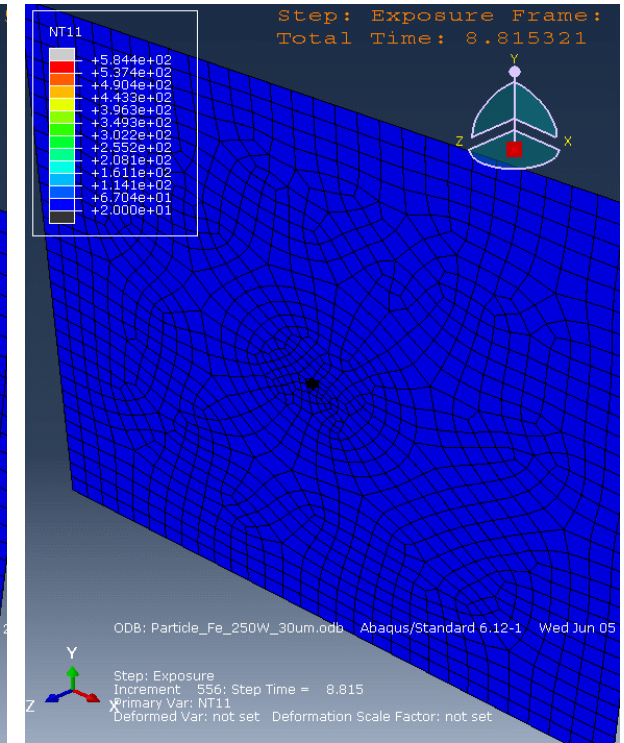 Step: Exposure Frame:
Total Time: 8.815321
NT11
+5.844e+02
+5.374e+02
+4.904e+02
+4.433e+02
+3.963e+02
+3.493e+02
+3.022e+02
+2.552e+02
+2.081e+02
+1.611e+02
+1.141e+02
+6.704e+01
+2.000e+01
Y
Z
X
2
ODB: Particle_Fe_250W_30um.odb Abaqus/Standard 6.12-1 Wed Jun 05
Y
Z
X
Step: Exposure
Increment 556: Step Time = 8.815
Primary Var: NT11
Deformed Var: not set Deformation Scale Factor: not set